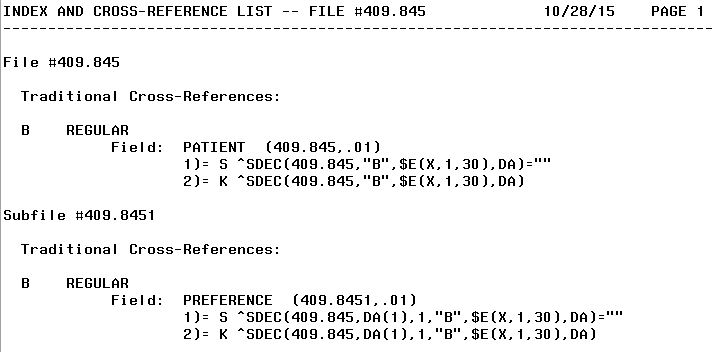 INDEX AND CROSS-REFERENCE LIST -- FILE #409.845 10/28/15 PAGE 1
-------------------------------------------------------------------------------
File #409.845
Traditional Cross-References:
B REGULAR
Field: PATIENT (409.845,.01)
1)= S ^SDEC(409.845,"B",$E(X,1,30),DA)=""
2)= K ^SDEC(409.845,"B",$E(X,1,30),DA)
Subfile #409.8451
Traditional Cross-References:
B REGULAR
Field: PREFERENCE (409.8451,.01)
1)= S ^SDEC(409.845,DA(1),1,"B",$E(X,1,30),DA)=""
2)= K ^SDEC(409.845,DA(1),1,"B",$E(X,1,30),DA)